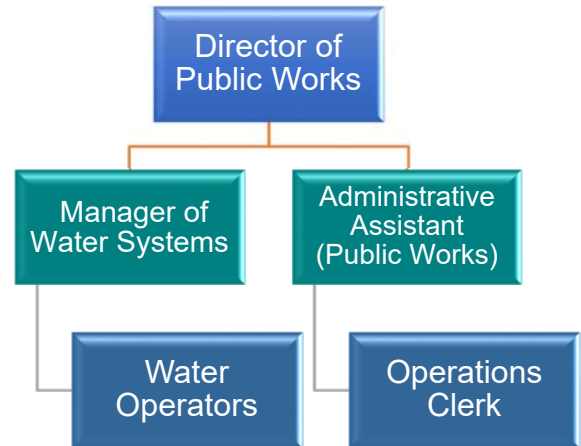 Director of
Public Works
Manager of
Water Systems
Administrative
Assistant
(Public Works)
Water
Operators
Operations
Clerk